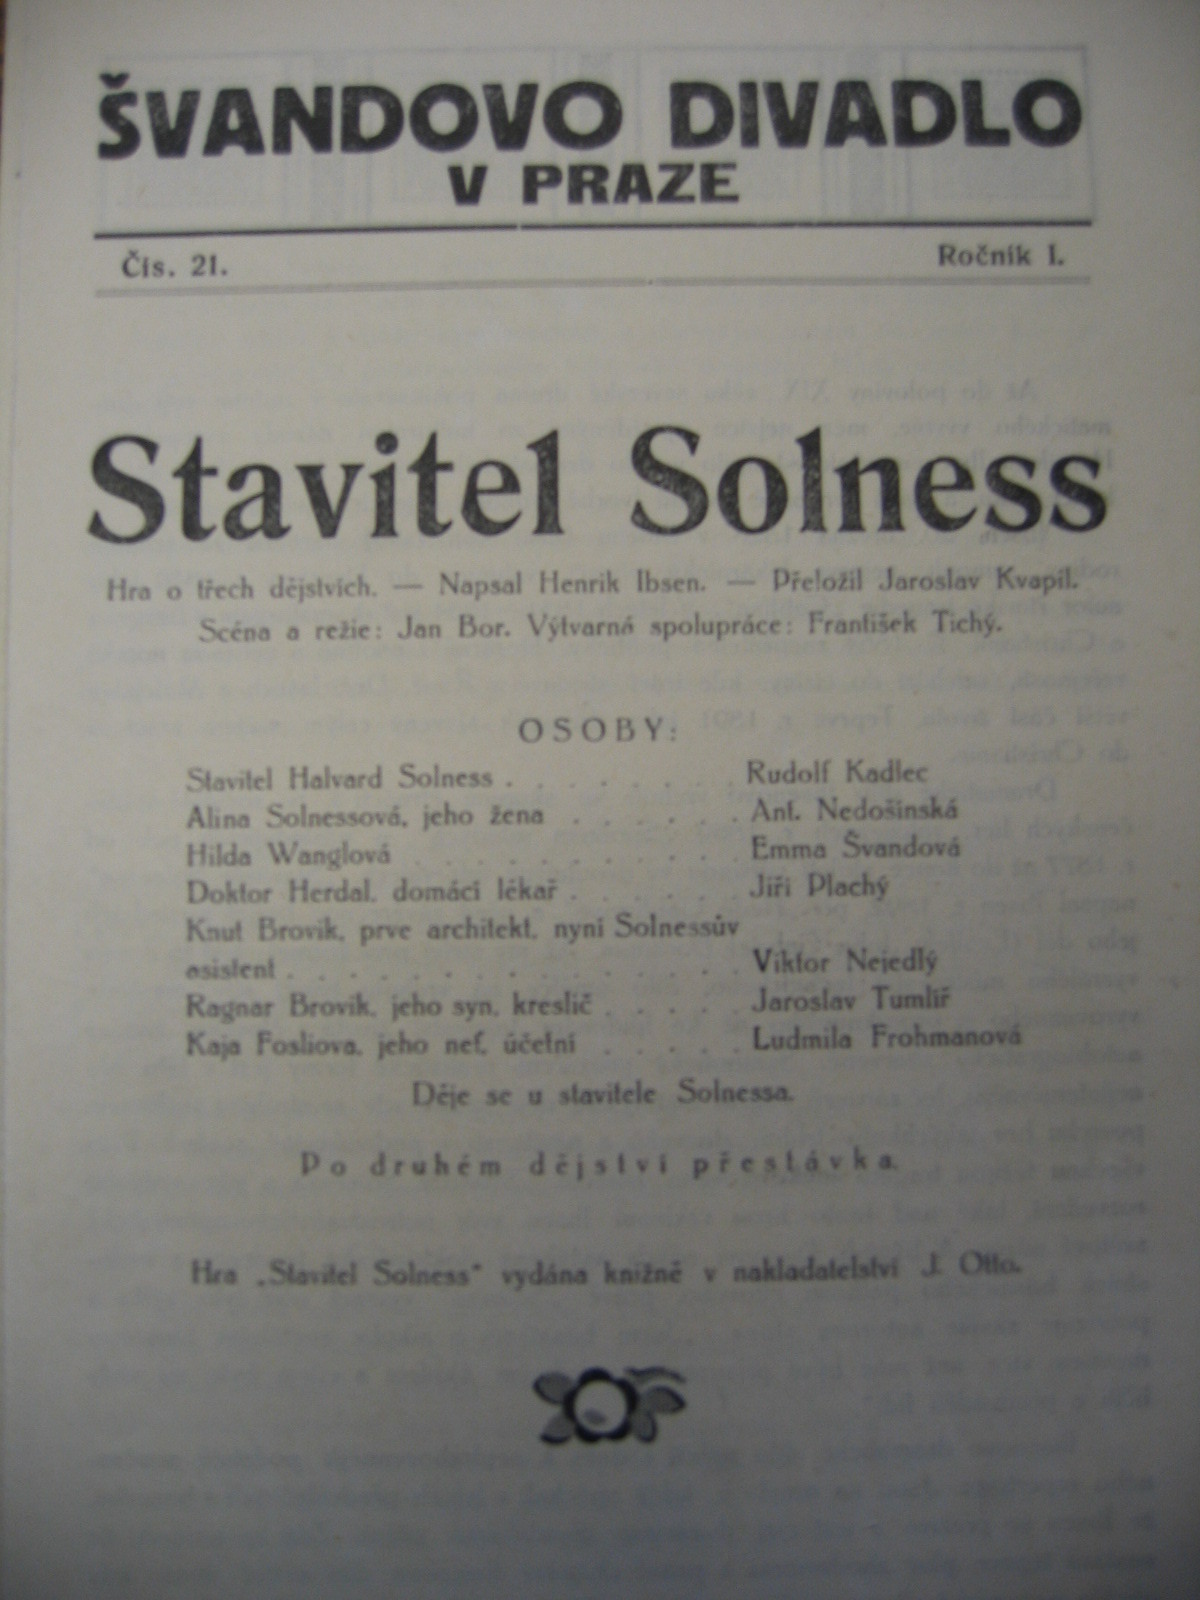 ŠVANDOVO DIVADLO
V PRAZE
Čís. 21.
Ročník I.
Stavitel Solness
Hra o třech dějstvích. — Napsal Henrik Ibsen. — Přeložil Jaroslav Kvapil.
Scéna a režie: Jan Bor. Výtvarná spolupráce: František Tichý.
OSOBY:
Stavitel Halvard Solness . . . . . . . Rudolf Kadlec
Alina Solnessová, jeho žena . . . . . . Ant. Nedošinská
Hilda Wanglová . . . . . . . . . . . Emma Švandová
Doktor Herdal, domácí lékař . . . . . . Jiří Plachý
Knut Brovik, prve architekt, nyní Solnessův
asistent . . . . . . . . . . . . . . . Viktor Nejedlý
Ragnar Brovik, jeho syn, kreslič . . . . . Jaroslav Tumlíř
Kaja Fosliova, jeho neť, účetní . . . . . Ludmila Frohmanová
Děje se u stavitele Solnessa.
Po druhém dějství přestávka.
Hra „Stavitel Solness" vydána knižně v nakladatelství J. Otto.